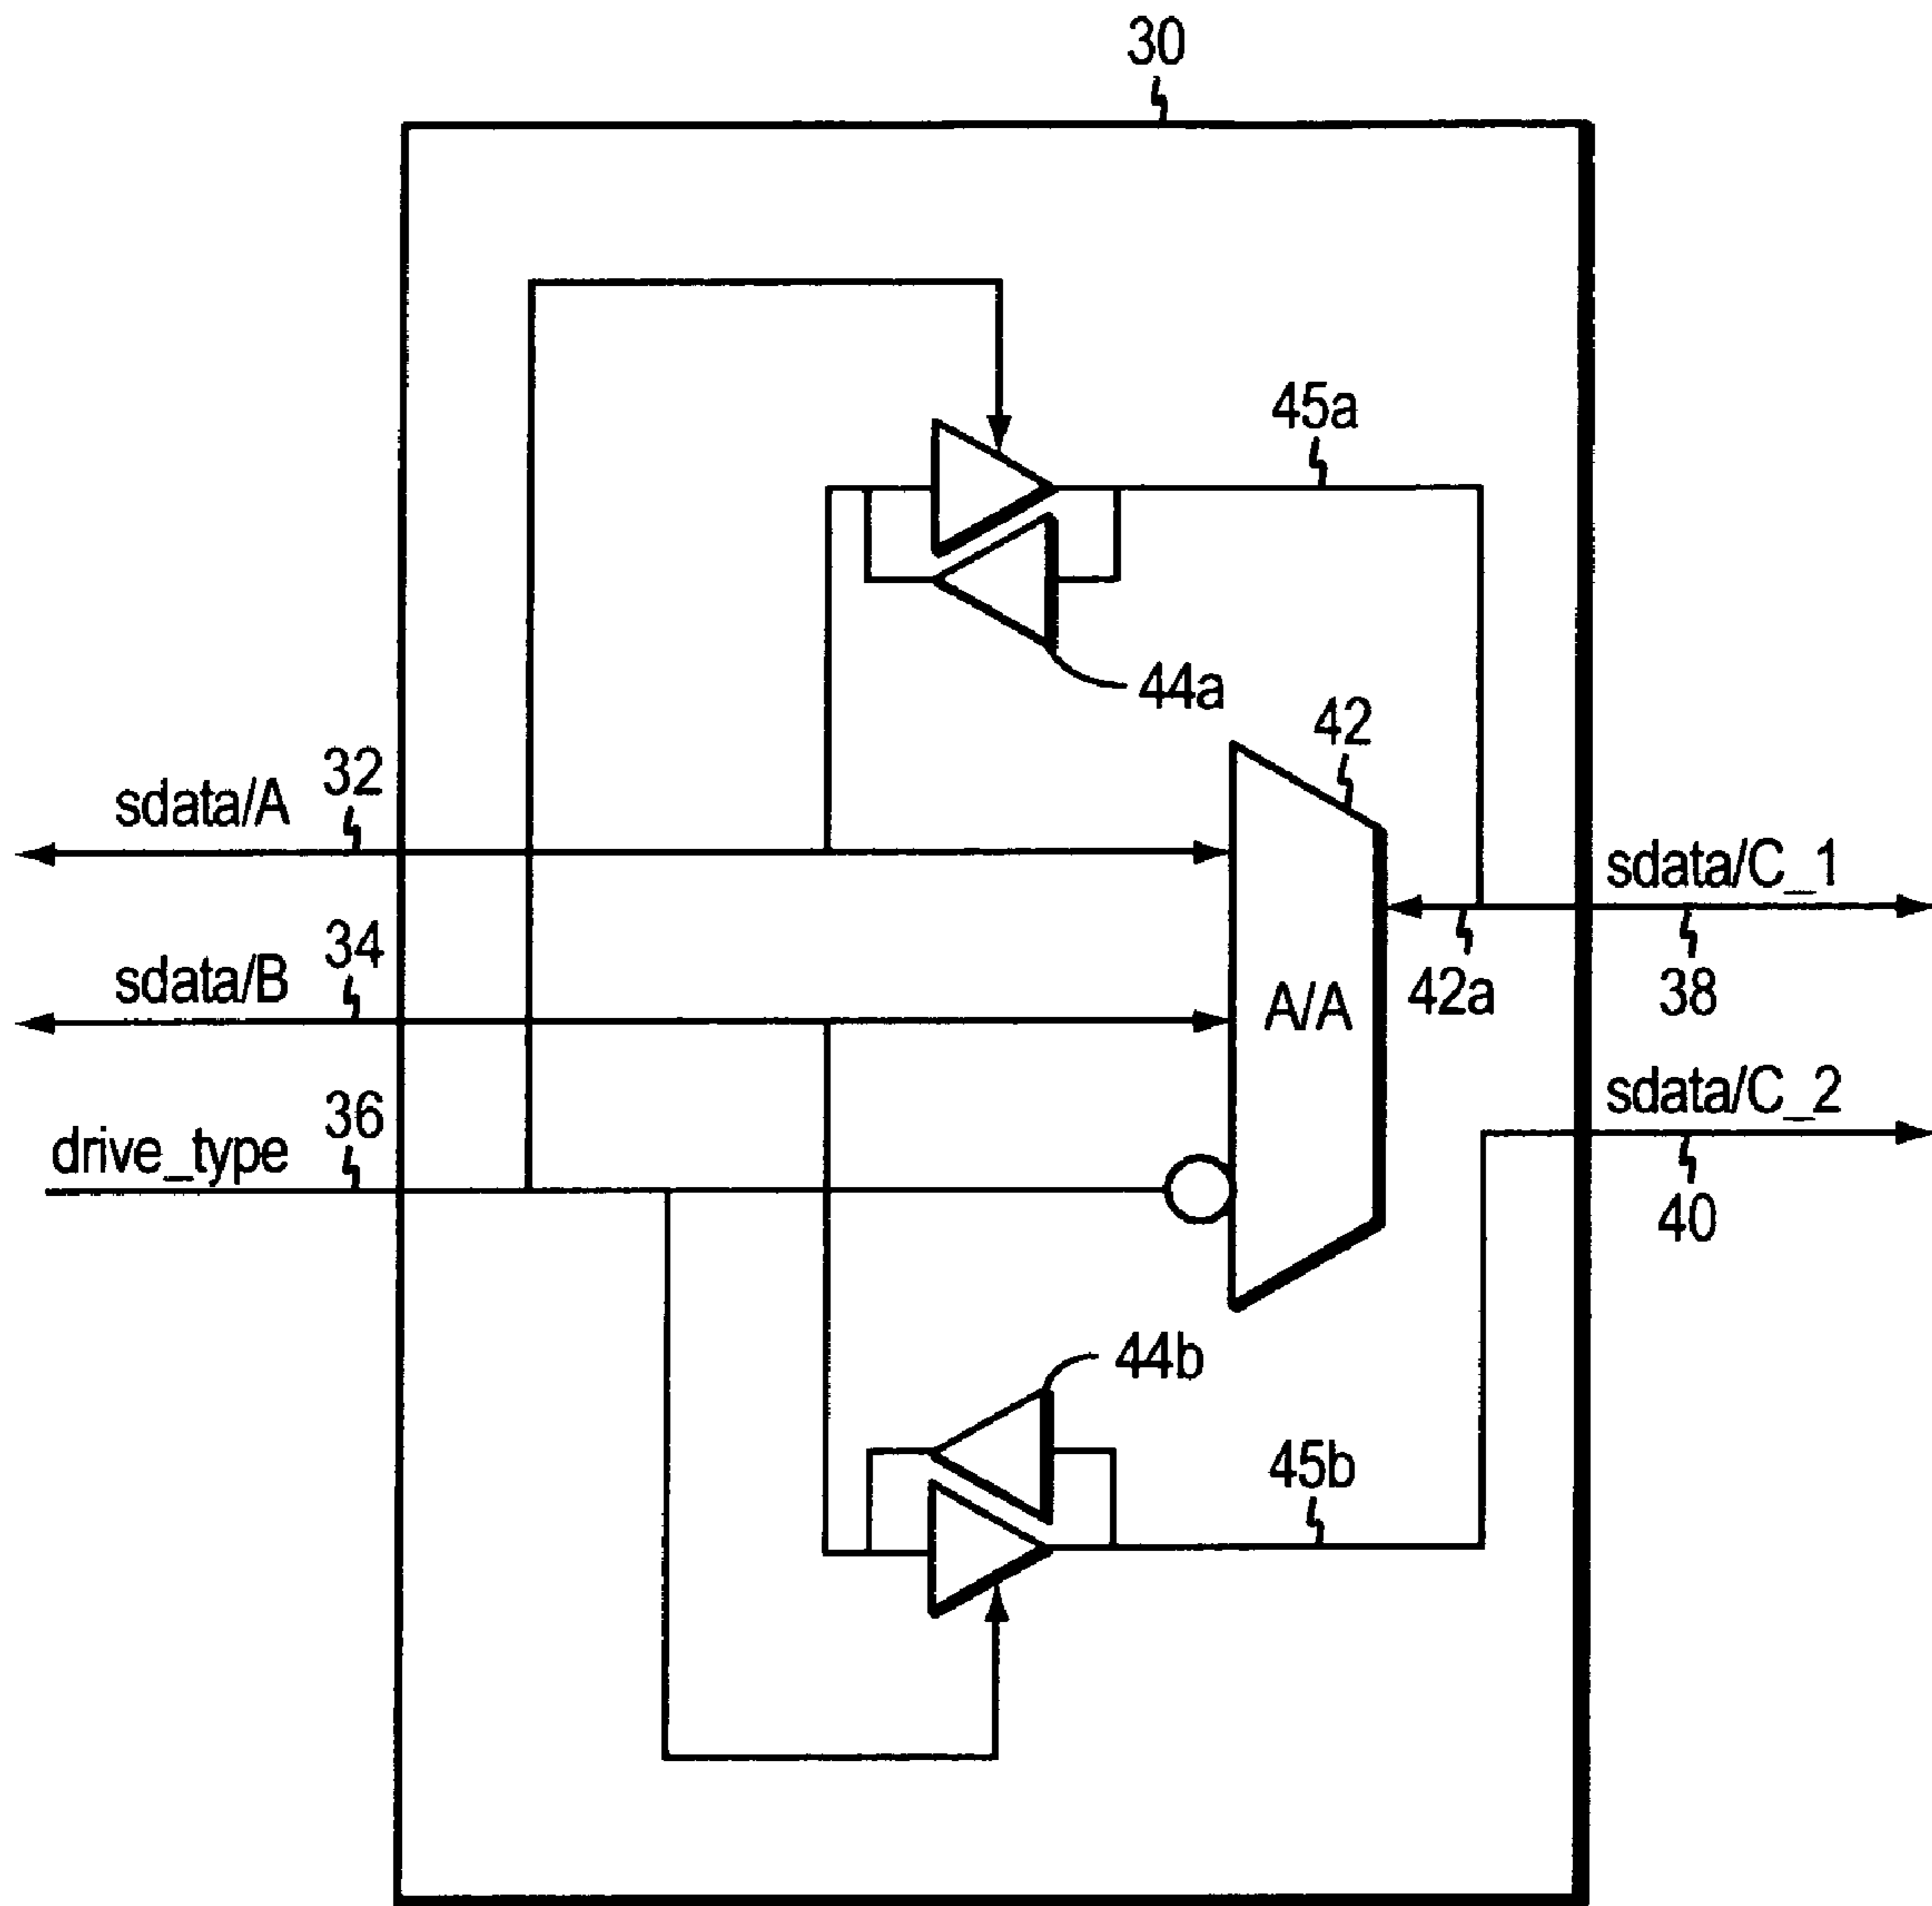 30
45a
44a
42
32
sdata/A
sdata/C_1
34
sdata/B
A/A
42a
38
sdata/C_2
36
drive_type
40
44b
45b